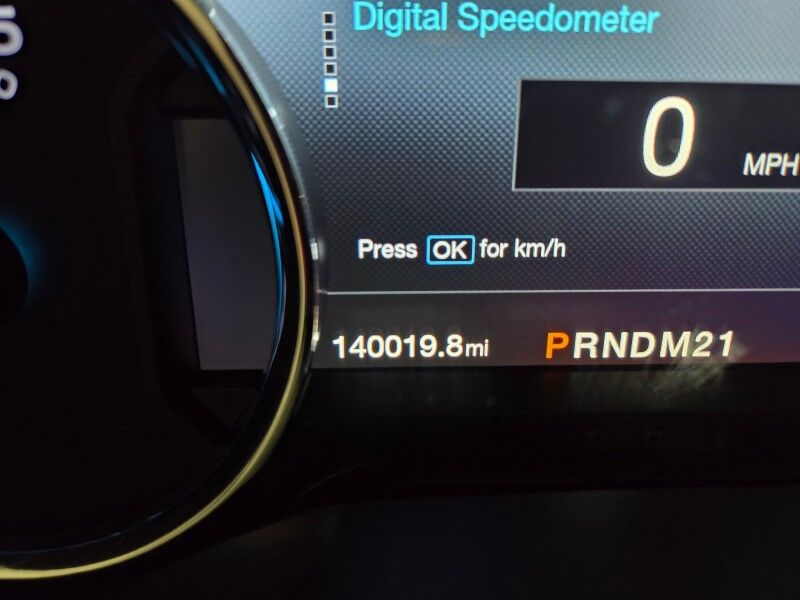 Digital Speedometer
0
MPH
Press OK for km/h
140019.8mi
PRNDM21